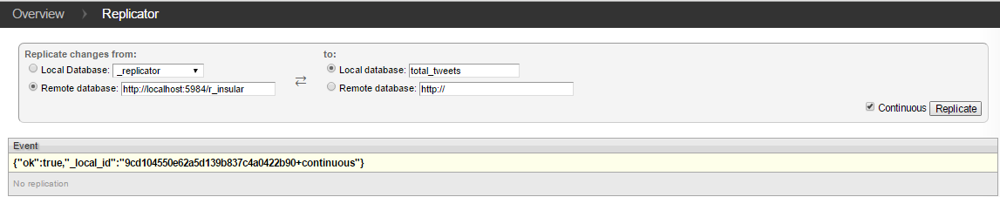 Overview › Replicator
Replicate changes from: to:
Local Database: _replicator Local database: total_tweets
Remote database: http://localhost:5984/r_insular Remote database: http://
Continuous Replicate
Event
{"ok":true,"_local_id":"9cd104550e62a5d139b837c4a0422b90+continuous"}
No replication